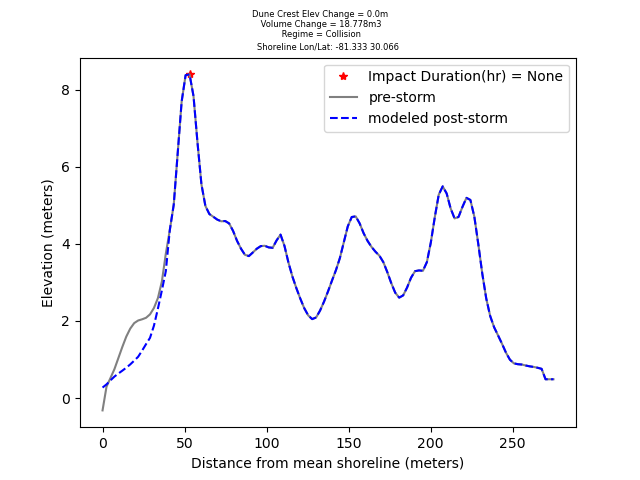 Dune Crest Elev Change = 0.0m
Volume Change = 18.778m3
Regime = Collision
Shoreline Lon/Lat: -81.333 30.066
Impact Duration(hr) = None
pre-storm
modeled post-storm
Elevation (meters)
8
6
4
2
0
0 50 100 150 200 250
Distance from mean shoreline (meters)